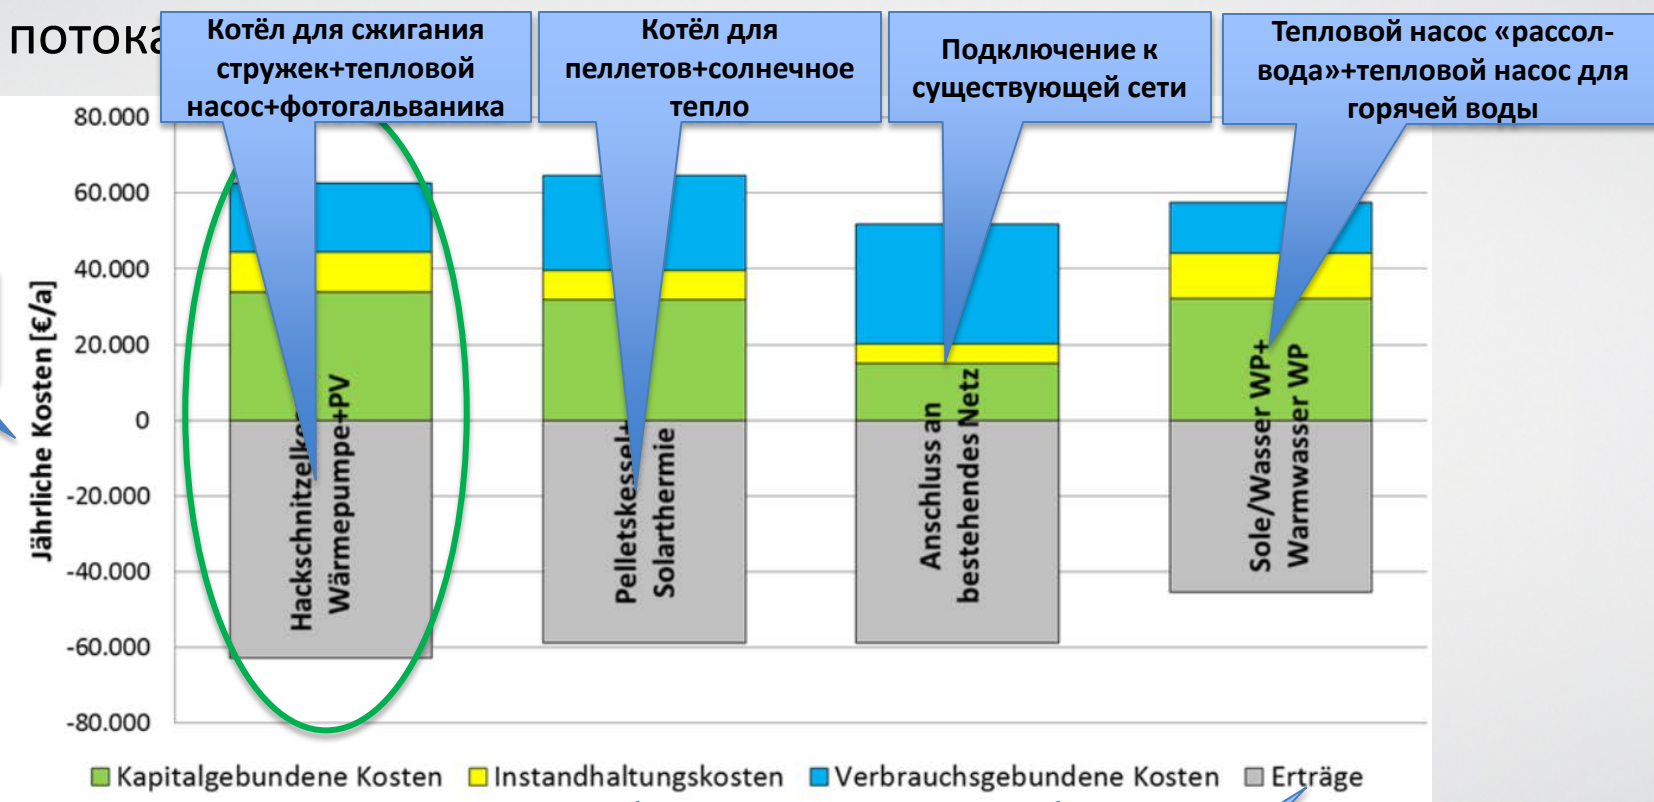 Котёл для сжигания
стружек+тепловой
насос+фотогальваника
Котёл для
пеллетов+солнечное
тепло
Подключение к
существующей сети
Тепловой насос «рассол-
вода»+тепловой насос для
горячей воды
Jährliche Kosten [€/a]
80.000
60.000
40.000
20.000
0
-20.000
-40.000
-60.000
-80.000
Wärmepumpe+PV
Pelletskessel+
Solarthermie
Anschluss an
bestehendes Netz
Sole/Wasser WP+
Warmwasser WP
Kapitalgebundene Kosten Instandhaltungskosten Verbrauchsgebundene Kosten Erträge